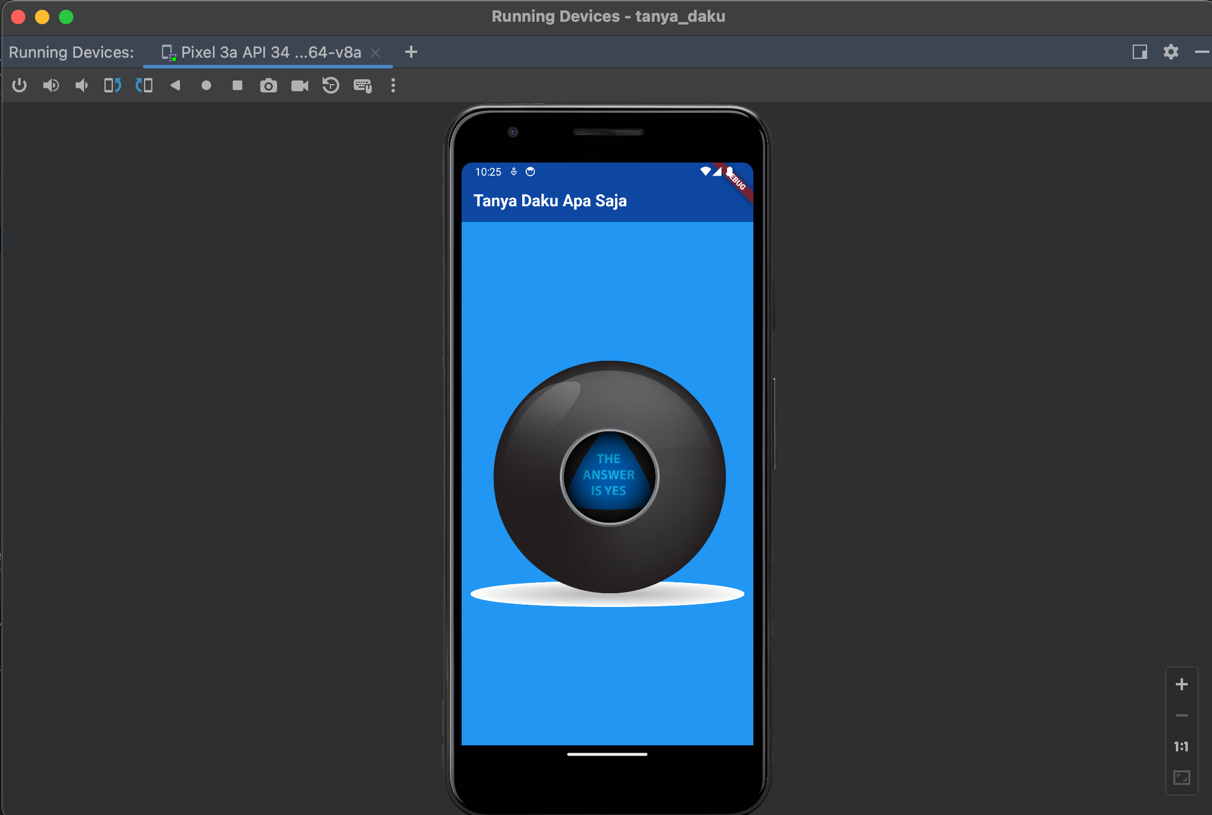 Running Devices - tanya_daku
Running Devices: Pixel 3a API 34 ...64-v8a
10:25
DEBUG
Tanya Daku Apa Saja
THE
ANSWER
IS YES
1:1